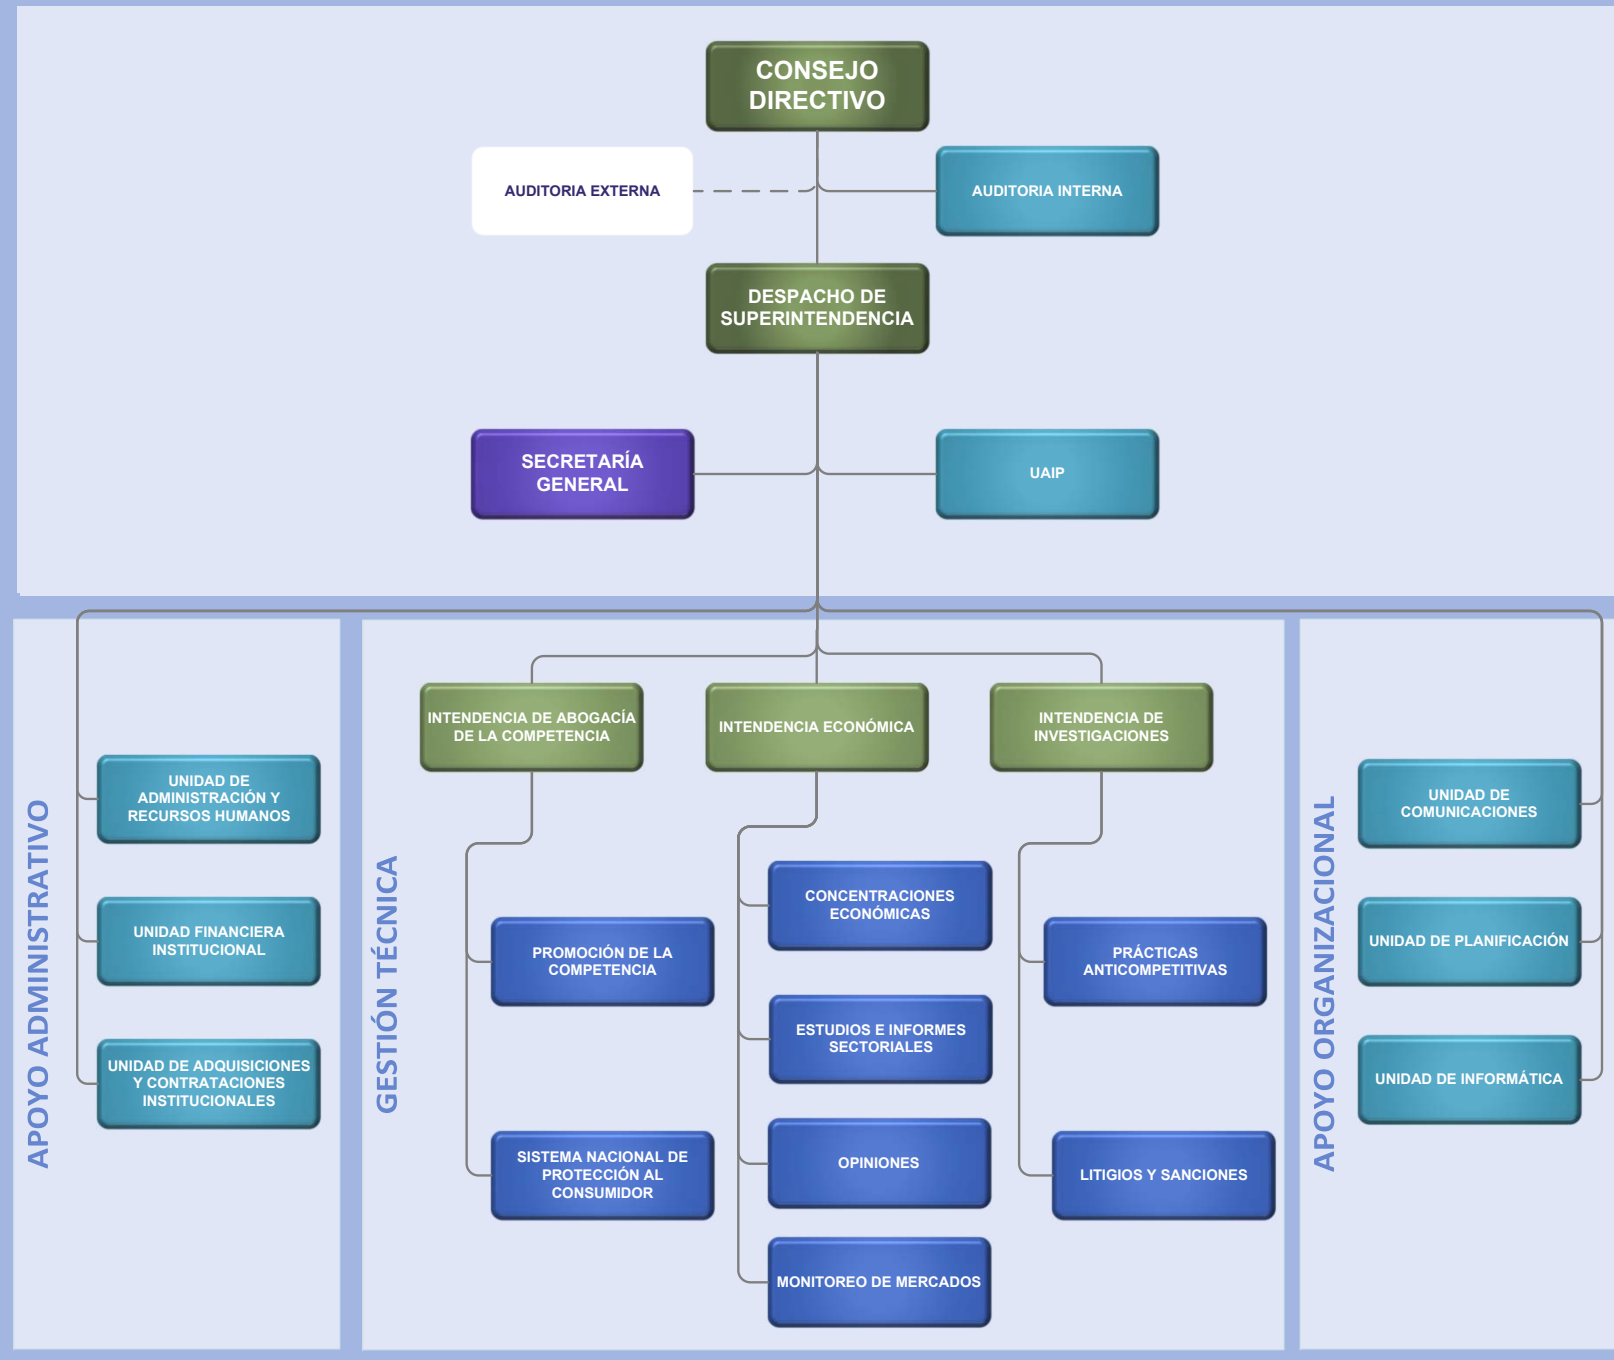 CONSEJO
DIRECTIVO
AUDITORIA EXTERNA
AUDITORIA INTERNA
DESPACHO DE
SUPERINTENDENCIA
SECRETARÍA
GENERAL
UAIP
APOYO ADMINISTRATIVO
UNIDAD DE
ADMINISTRACIÓN Y
RECURSOS HUMANOS
UNIDAD FINANCIERA
INSTITUCIONAL
UNIDAD DE ADQUISICIONES
Y CONTRATACIONES
INSTITUCIONALES
GESTIÓN TÉCNICA
INTENDENCIA DE ABOGACÍA
DE LA COMPETENCIA
PROMOCIÓN DE LA
COMPETENCIA
SISTEMA NACIONAL DE
PROTECCIÓN AL
CONSUMIDOR
INTENDENCIA ECONÓMICA
CONCENTRACIONES
ECONÓMICAS
ESTUDIOS E INFORMES
SECTORIALES
OPINIONES
MONITOREO DE MERCADOS
INTENDENCIA DE
INVESTIGACIONES
PRÁCTICAS
ANTICOMPETITIVAS
LITIGIOS Y SANCIONES
APOYO ORGANIZACIONAL
UNIDAD DE
COMUNICACIONES
UNIDAD DE PLANIFICACIÓN
UNIDAD DE INFORMÁTICA